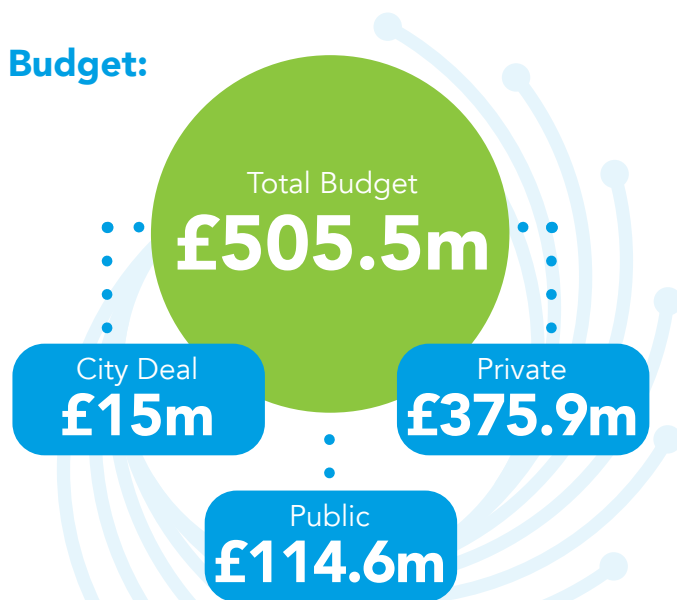 Budget:
Total Budget
£505.5m
City Deal
£15m
Private
£375.9m
Public
£114.6m